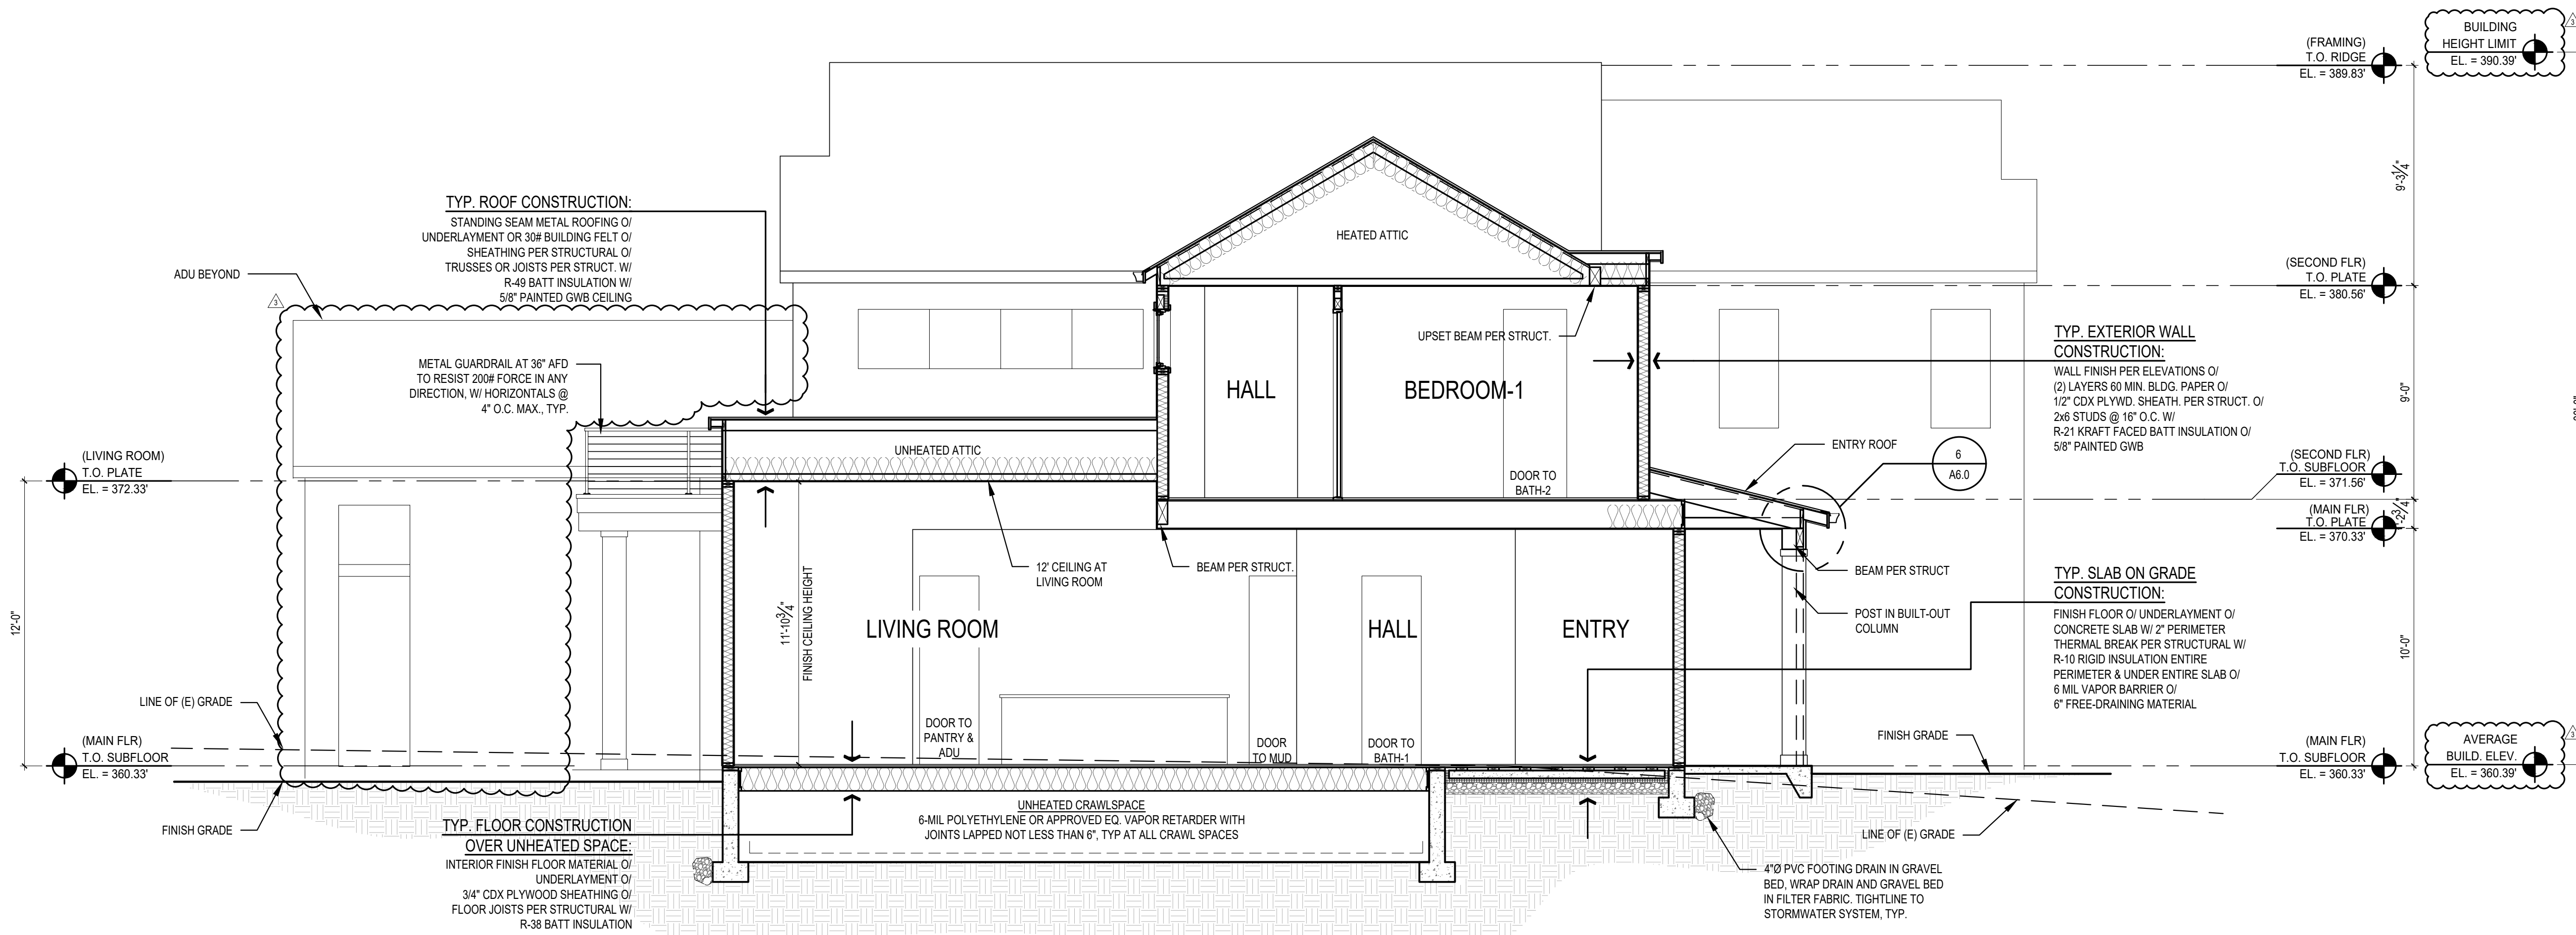 (FRAMING)
T.O. RIDGE
EL. = 389.83'
BUILDING
HEIGHT LIMIT
EL. = 390.39'
3
9'-3 1/4"
TYP. ROOF CONSTRUCTION:
STANDING SEAM METAL ROOFING O/
UNDERLAYMENT OR 30# BUILDING FELT O/
SHEATHING PER STRUCTURAL O/
TRUSSES OR JOISTS PER STRUCT. W/
R-49 BATT INSULATION W/
5/8" PAINTED GWB CEILING
ADU BEYOND
3
METAL GUARDRAIL AT 36" AFD
TO RESIST 200# FORCE IN ANY
DIRECTION, W/ HORIZONTALS @
4" O.C. MAX., TYP.
HEATED ATTIC
UPSET BEAM PER STRUCT.
(SECOND FLR)
T.O. PLATE
EL. = 380.56'
TYP. EXTERIOR WALL
CONSTRUCTION:
WALL FINISH PER ELEVATIONS O/
(2) LAYERS 60 MIN. BLDG. PAPER O/
1/2" CDX PLYWD. SHEATH. PER STRUCT. O/
2x6 STUDS @ 16" O.C. W/
R-21 KRAFT FACED BATT INSULATION O/
5/8" PAINTED GWB
9'-0"
HALL
BEDROOM-1
DOOR TO
BATH-2
UNHEATED ATTIC
ENTRY ROOF
6
A6.0
(LIVING ROOM)
T.O. PLATE
EL. = 372.33'
(SECOND FLR)
T.O. SUBFLOOR
EL. = 371.56'
(MAIN FLR)
T.O. PLATE
EL. = 370.33'
12'-0"
11'-10 3/4"
FINISH CEILING HEIGHT
12' CEILING AT
LIVING ROOM
BEAM PER STRUCT.
BEAM PER STRUCT
POST IN BUILT-OUT
COLUMN
TYP. SLAB ON GRADE
CONSTRUCTION:
FINISH FLOOR O/ UNDERLAYMENT O/
CONCRETE SLAB W/ 2" PERIMETER
THERMAL BREAK PER STRUCTURAL W/
R-10 RIGID INSULATION ENTIRE
PERIMETER & UNDER ENTIRE SLAB O/
6 MIL VAPOR BARRIER O/
6" FREE-DRAINING MATERIAL
10'-0"
LIVING ROOM
HALL
ENTRY
LINE OF (E) GRADE
DOOR TO
PANTRY &
ADU
DOOR
TO MUD
DOOR TO
BATH-1
FINISH GRADE
(MAIN FLR)
T.O. SUBFLOOR
EL. = 360.33'
(MAIN FLR)
T.O. SUBFLOOR
EL. = 360.33'
AVERAGE
BUILD. ELEV.
EL. = 360.39'
3
FINISH GRADE
TYP. FLOOR CONSTRUCTION
OVER UNHEATED SPACE:
INTERIOR FINISH FLOOR MATERIAL O/
UNDERLAYMENT O/
3/4" CDX PLYWOOD SHEATHING O/
FLOOR JOISTS PER STRUCTURAL W/
R-38 BATT INSULATION
UNHEATED CRAWLSPACE
6-MIL POLYETHYLENE OR APPROVED EQ. VAPOR RETARDER WITH
JOINTS LAPPED NOT LESS THAN 6", TYP AT ALL CRAWL SPACES
LINE OF (E) GRADE
4"Ø PVC FOOTING DRAIN IN GRAVEL
BED, WRAP DRAIN AND GRAVEL BED
IN FILTER FABRIC. TIGHTLINE TO
STORMWATER SYSTEM, TYP.